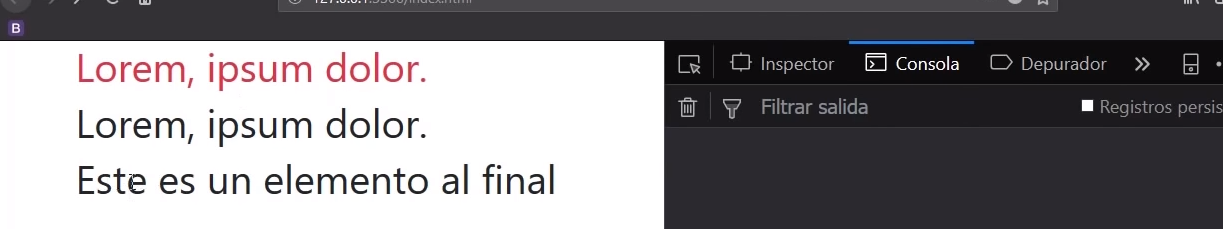 B
Lorem, ipsum dolor.
Lorem, ipsum dolor.
Este es un elemento al final
Inspector
Consola
Depurador
Filtrar salida
Registros persis